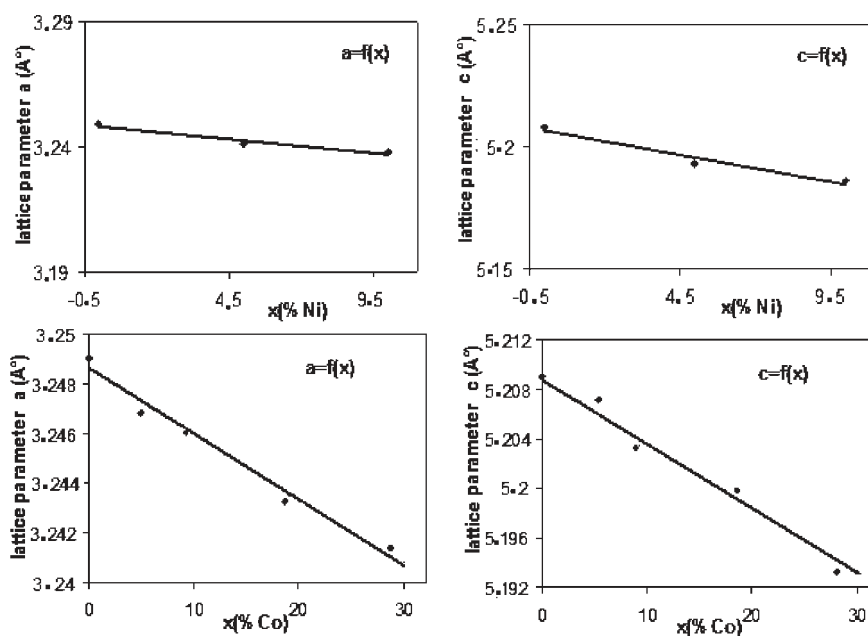 3.29
3.24
3.19
lattice parameter a (A°)
a=f(x)
-0.5
4.5
9.5
x(% Ni)
5.25
5.2
5.15
lattice parameter c (A°)
c=f(x)
-0.5
4.5
9.5
x(% Ni)
3.25
3.248
3.246
3.244
3.242
3.24
lattice parameter a (A°)
a=f(x)
0
10
20
30
x(% Co)
5.212
5.208
5.204
5.2
5.196
5.192
lattice parameter c (A°)
c=f(x)
0
10
20
30
x(% Co)